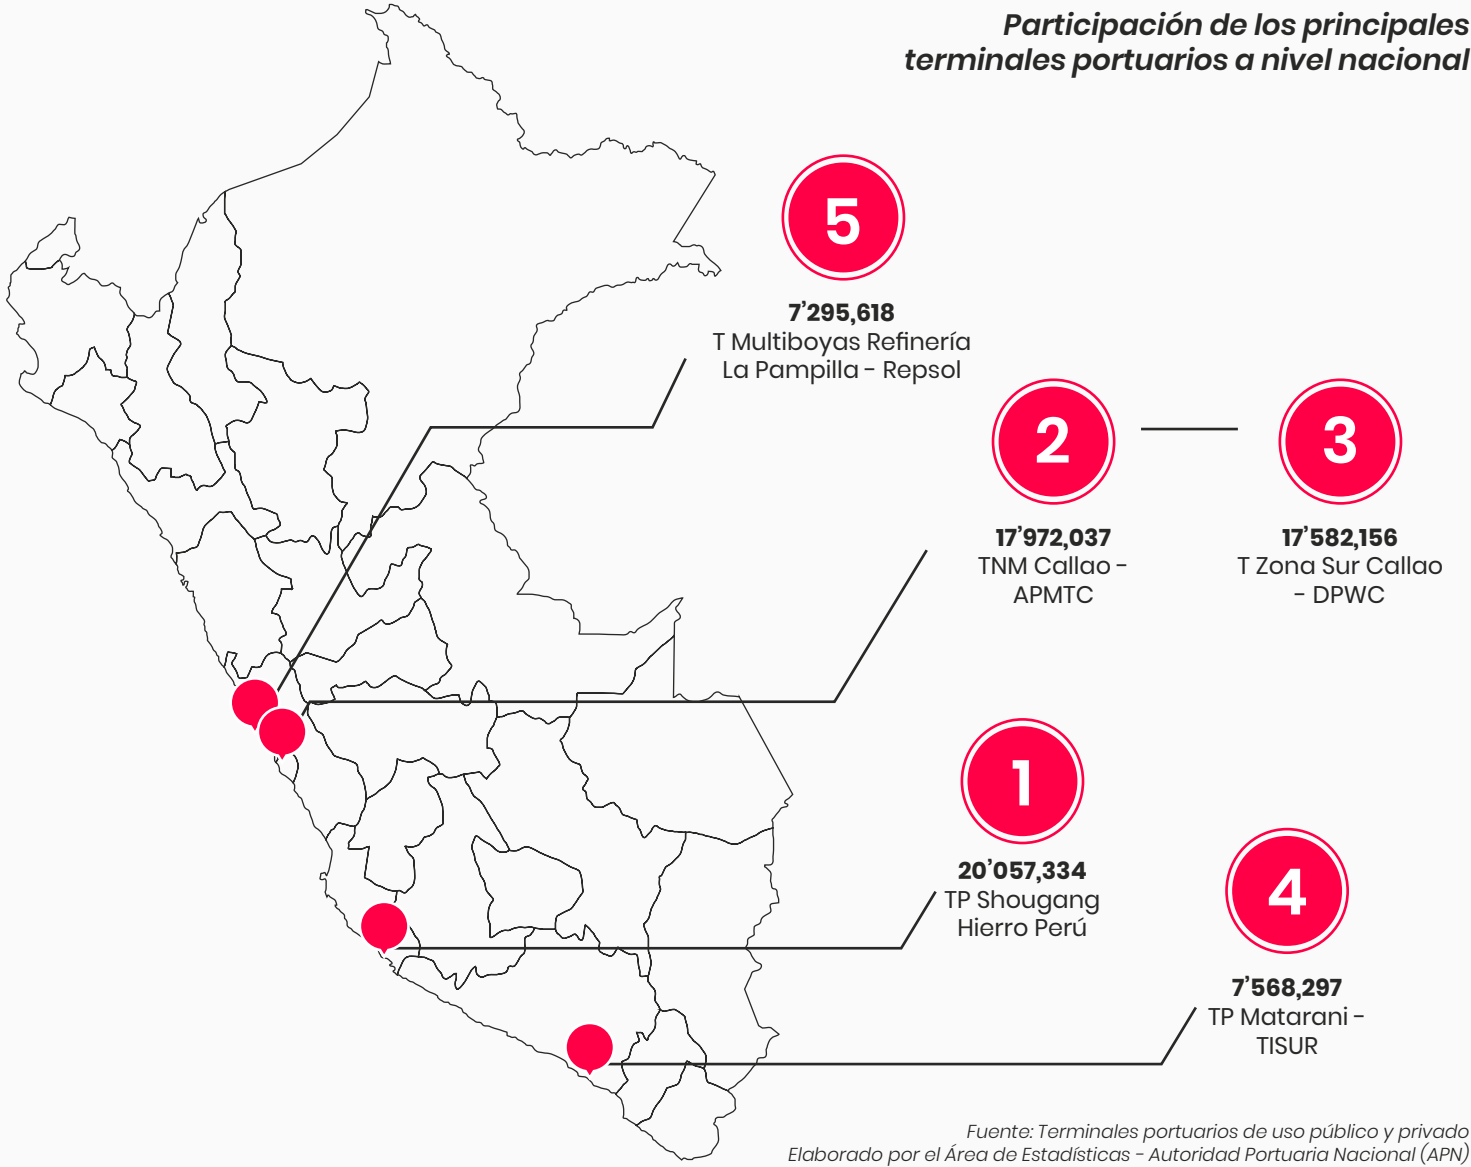 Participación de los principales
terminales portuarios a nivel nacional
5
7’295,618
T Multiboyas Refinería
La Pampilla - Repsol
2
17’972,037
TNM Callao -
APMTC
3
17’582,156
T Zona Sur Callao
- DPWC
1
20’057,334
TP Shougang
Hierro Perú
4
7’568,297
TP Matarani -
TISUR
Fuente: Terminales portuarios de uso público y privado
Elaborado por el Área de Estadísticas - Autoridad Portuaria Nacional (APN)